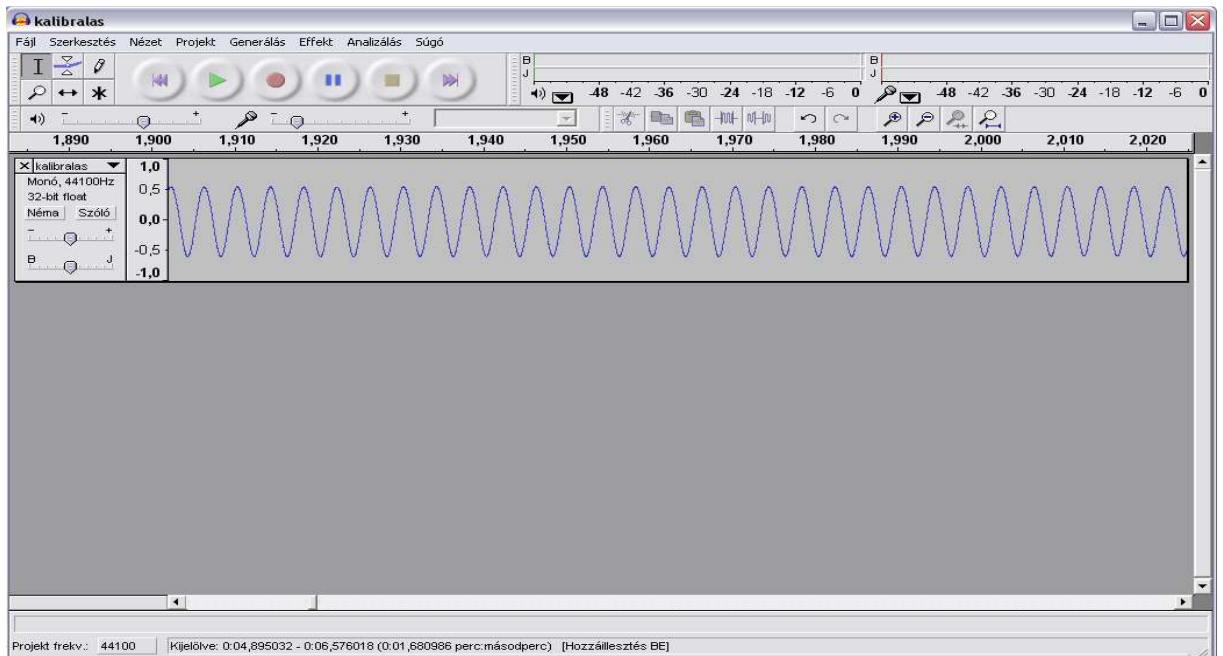 kalibralas
Fájl Szerkesztés Nézet Projekt Generálás Effekt Analizálás Súgó
B
J
-48 -42 -36 -30 -24 -18 -12 -6 0
B
J
-48 -42 -36 -30 -24 -18 -12 -6 0
- + - +
1,890 1,900 1,910 1,920 1,930 1,940 1,950 1,960 1,970 1,980 1,990 2,000 2,010 2,020
kalibralas
Monó, 44100Hz
32-bit float
Néma Szóló
- +
B J
1,0
0,5
0,0
-0,5
-1,0
Projekt frekv.: 44100 Kijelölve: 0:04,895032 - 0:06,576018 (0:01,680986 perc:másodperc) [Hozzáillesztés BE]